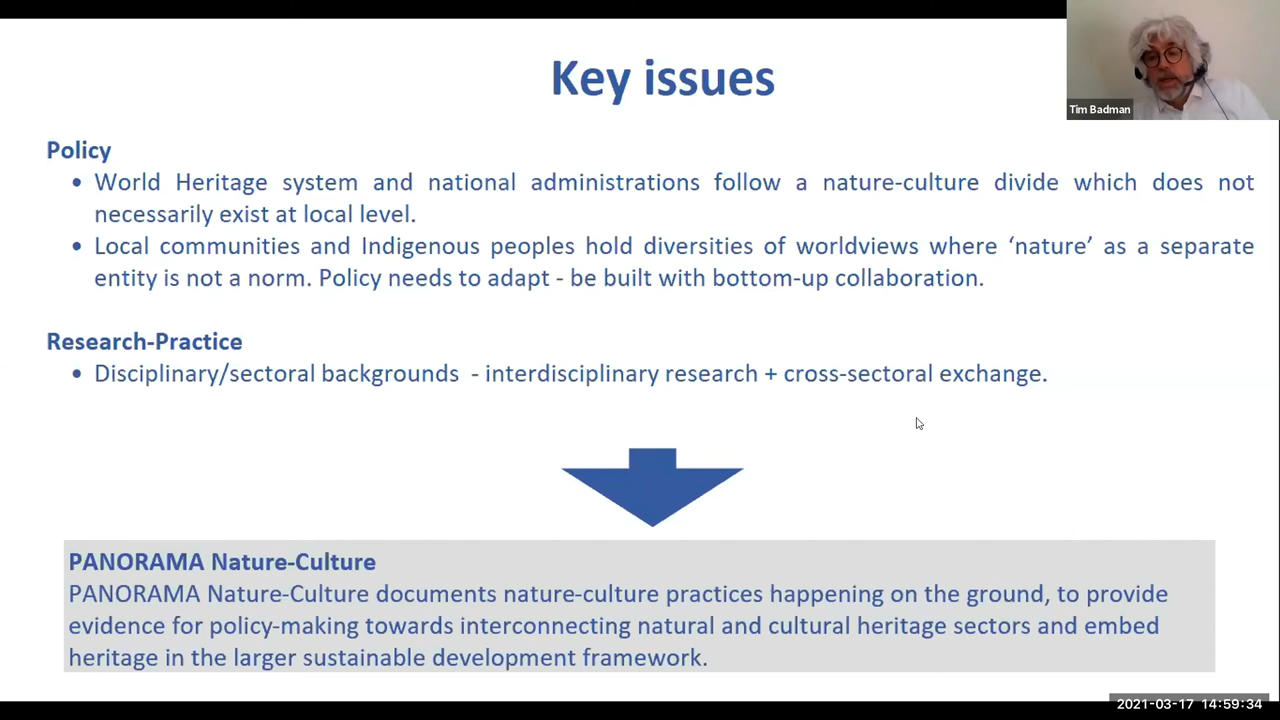 Key issues
Tim Badman
Policy
• World Heritage system and national administrations follow a nature-culture divide which does not
necessarily exist at local level.
• Local communities and Indigenous peoples hold diversities of worldviews where ‘nature’ as a separate
entity is not a norm. Policy needs to adapt - be built with bottom-up collaboration.
Research-Practice
• Disciplinary/sectoral backgrounds - interdisciplinary research + cross-sectoral exchange.
PANORAMA Nature-Culture
PANORAMA Nature-Culture documents nature-culture practices happening on the ground, to provide
evidence for policy-making towards interconnecting natural and cultural heritage sectors and embed
heritage in the larger sustainable development framework.
2021-03-17 14:59:34